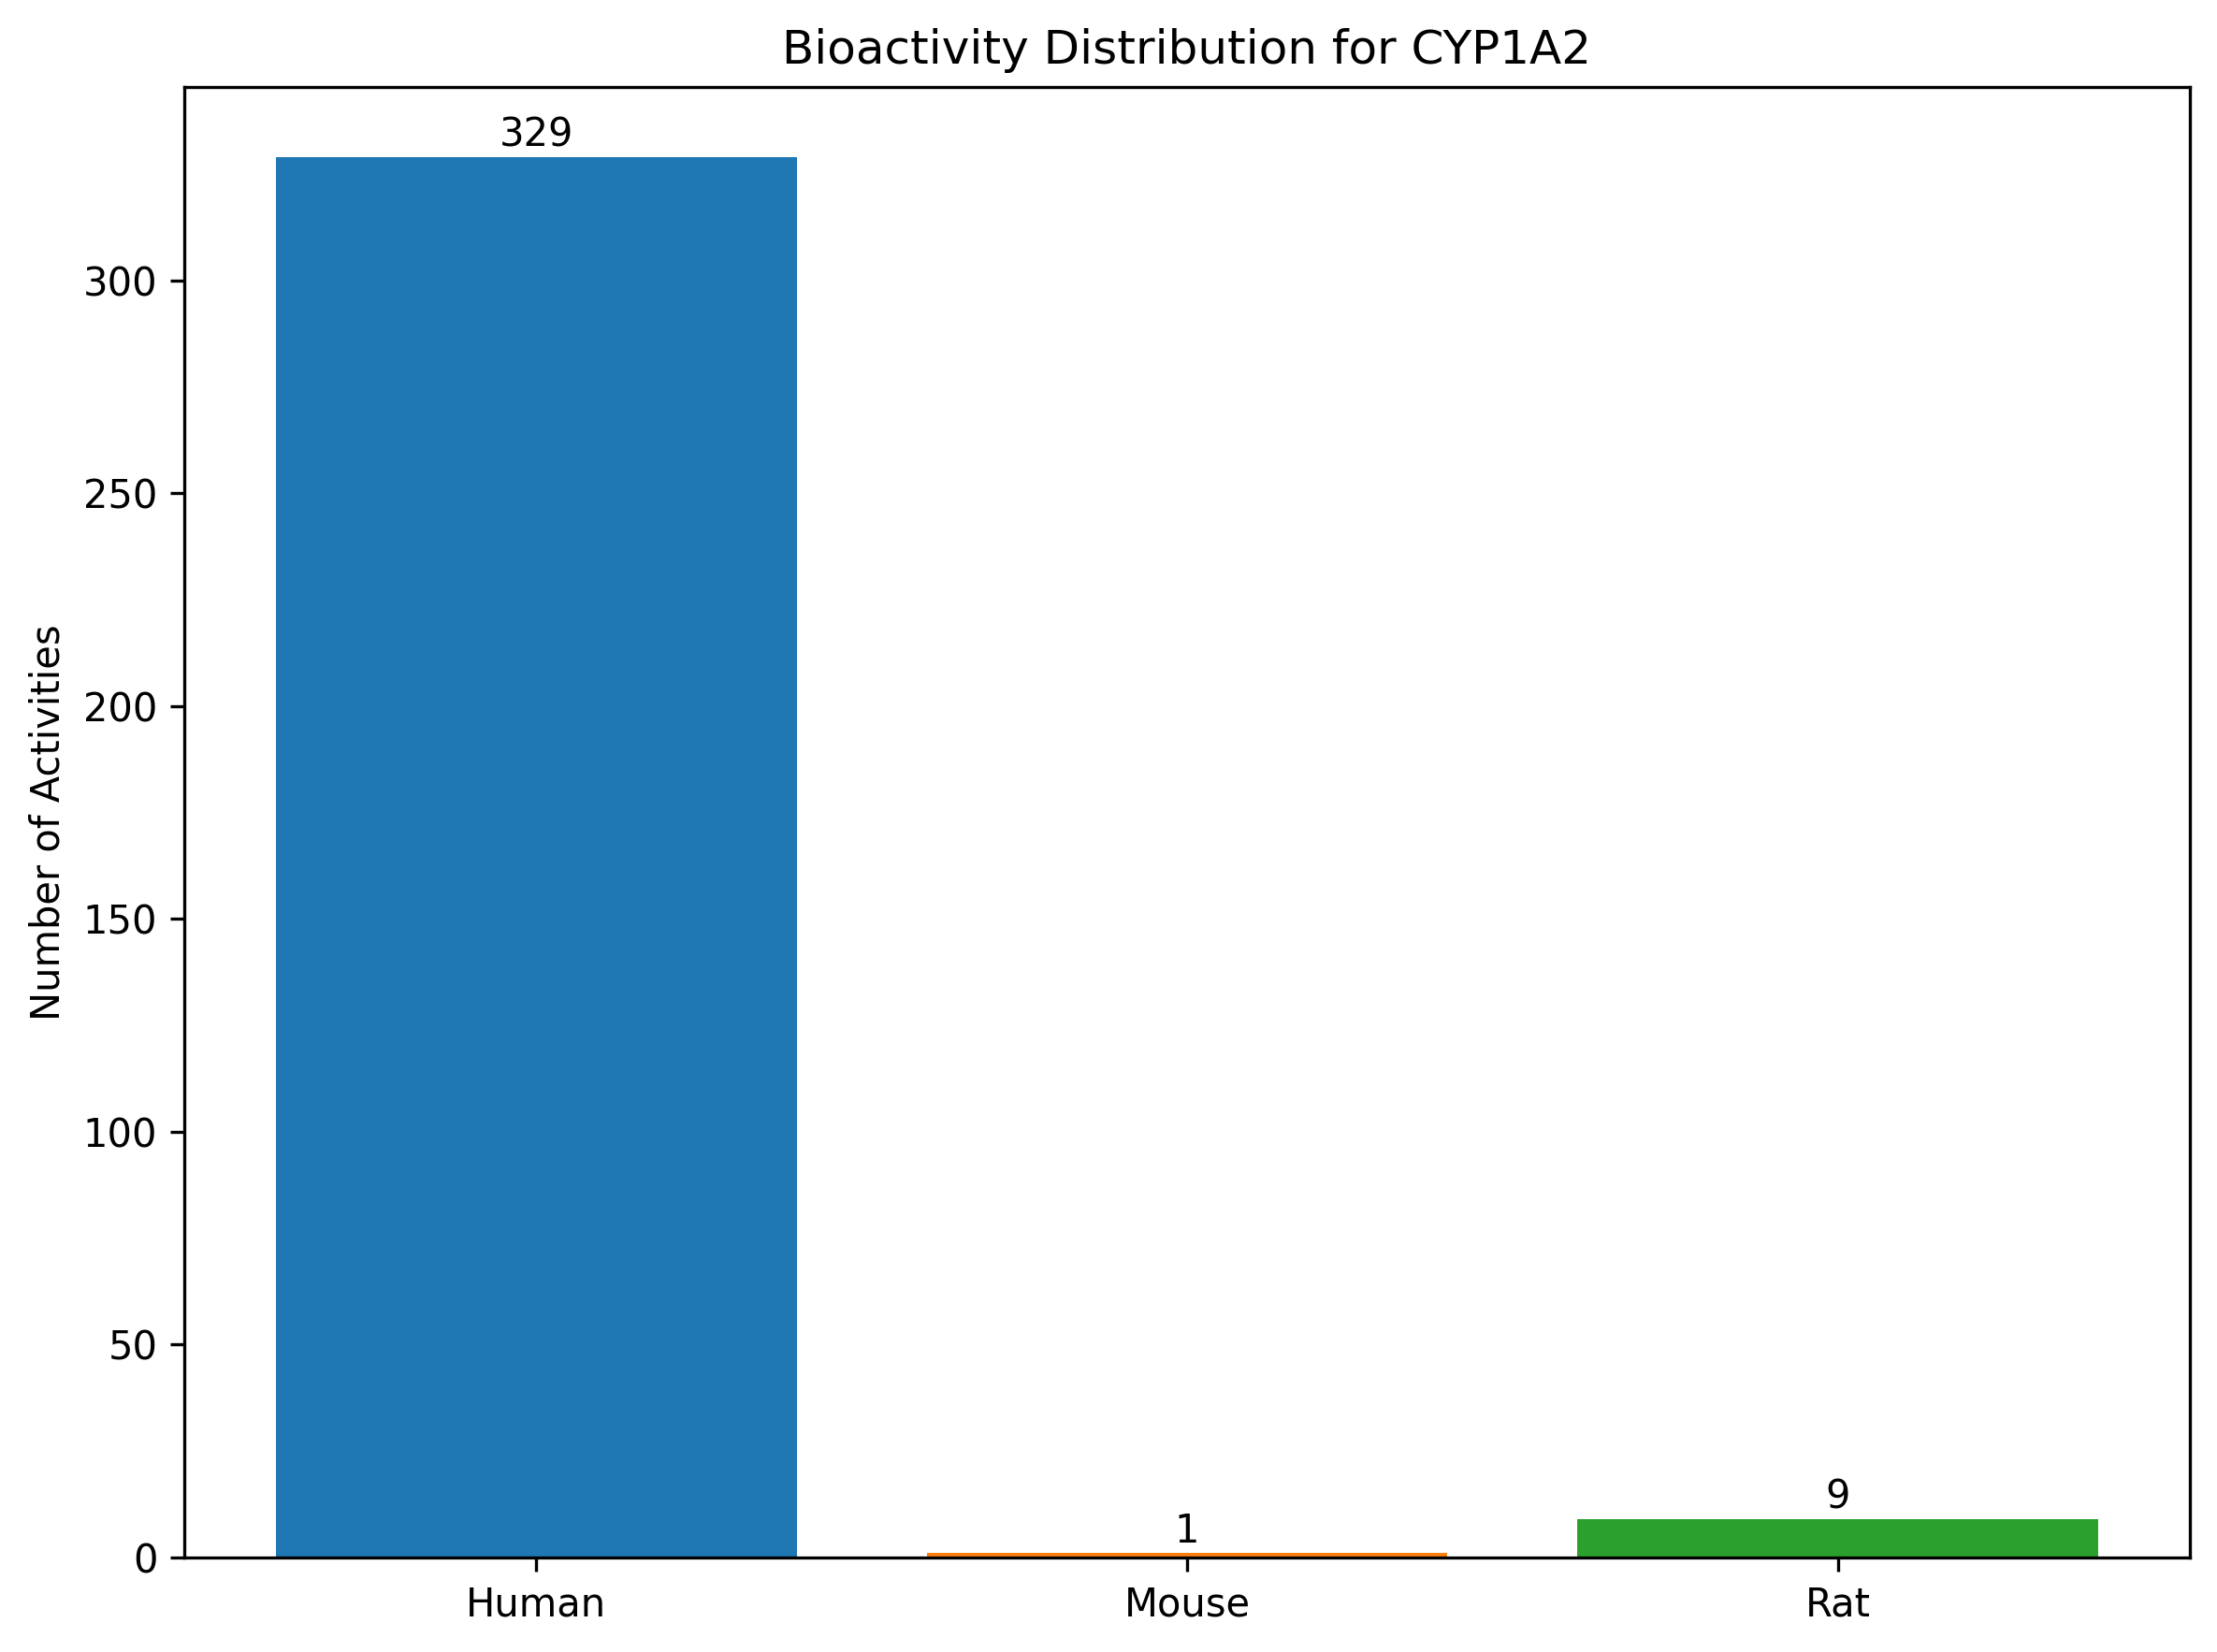 Bioactivity Distribution for CYP1A2
329
300
250
200
150
100
50
0
Number of Activities
1
9
Human
Mouse
Rat